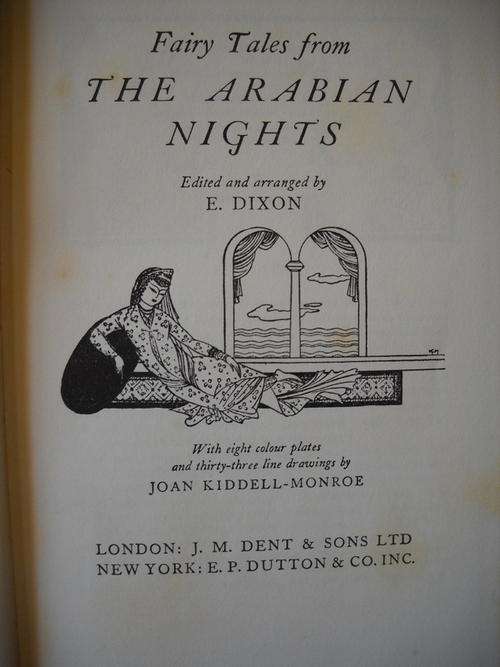 Fairy Tales from
THE ARABIAN
NIGHTS
Edited and arranged by
E. DIXON
With eight colour plates
and thirty-three line drawings by
JOAN KIDDELL-MONROE
LONDON: J. M. DENT & SONS LTD
NEW YORK: E. P. DUTTON & CO. INC.